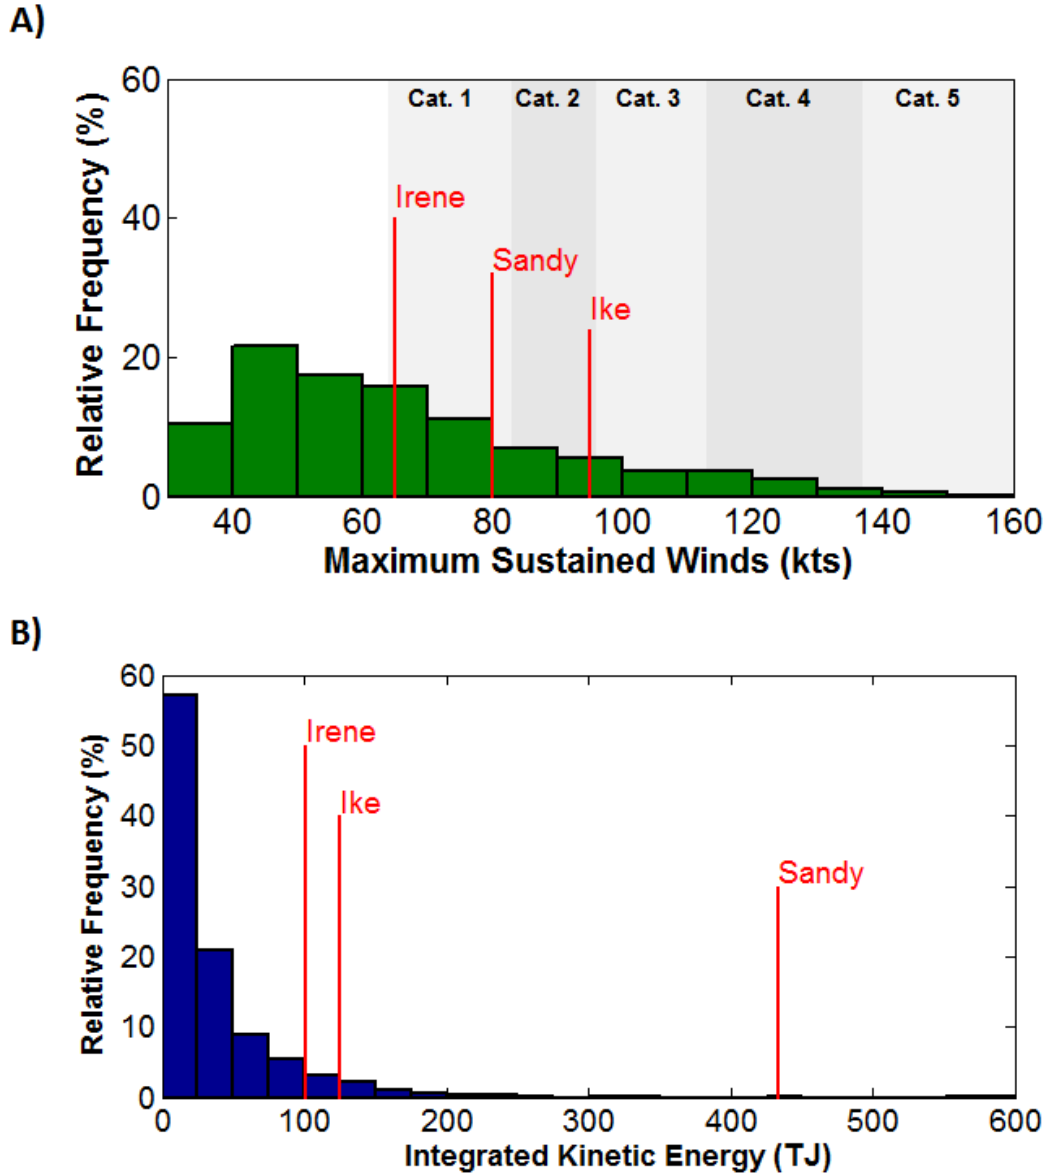 A)
Relative Frequency (%)
60
40
20
0
Cat. 1 Cat. 2 Cat. 3 Cat. 4 Cat. 5
Irene
Sandy
Ike
40 60 80 100 120 140 160
Maximum Sustained Winds (kts)
B)
Relative Frequency (%)
60
50
40
30
20
10
0
Irene
Ike
Sandy
0 100 200 300 400 500 600
Integrated Kinetic Energy (TJ)